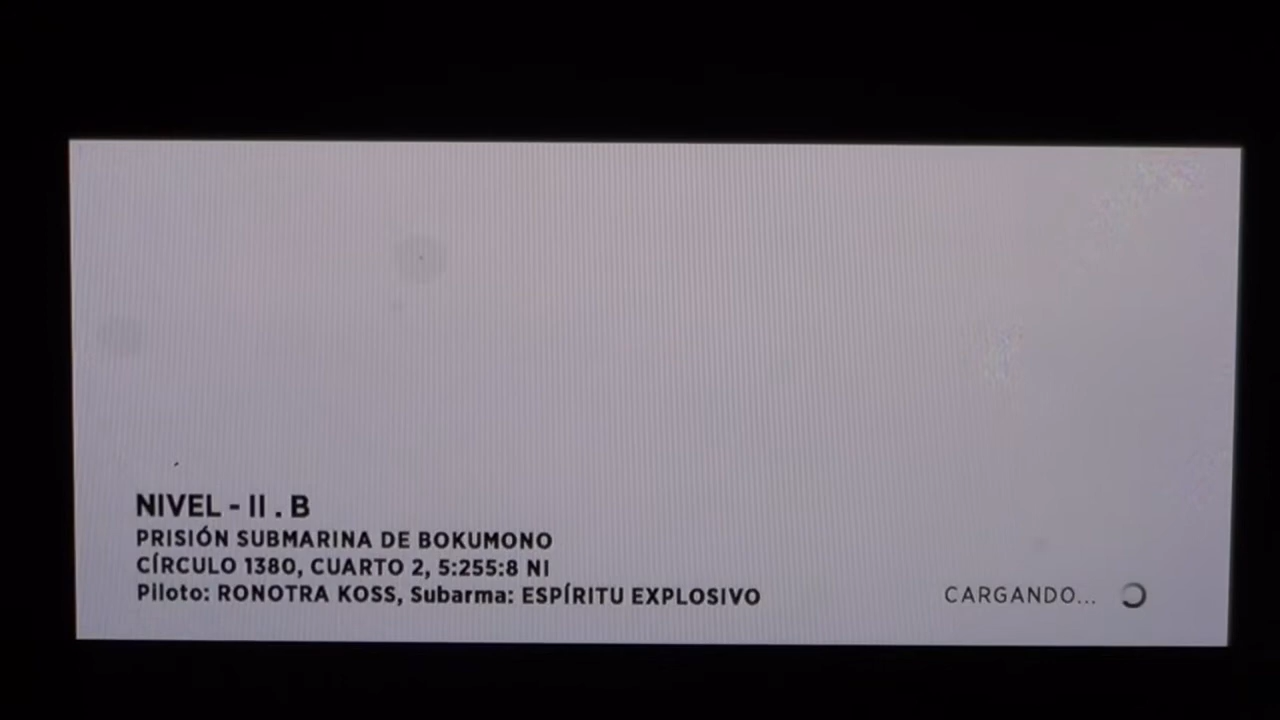 NIVEL - II . B
PRISIÓN SUBMARINA DE BOKUMONO
CÍRCULO 1380, CUARTO 2, 5:255:8 NI
Piloto: RONOTRA KOSS, Subarma: ESPÍRITU EXPLOSIVO
CARGANDO...